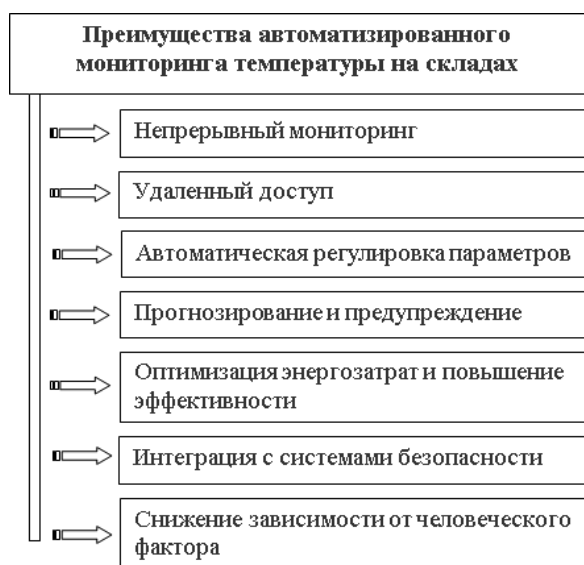 Преимущества автоматизированного
мониторинга температуры на складах
Непрерывный мониторинг
Удаленный доступ
Автоматическая регулировка параметров
Прогнозирование и предупреждение
Оптимизация энергозатрат и повышение
эффективности
Интеграция с системами безопасности
Снижение зависимости от человеческого
фактора